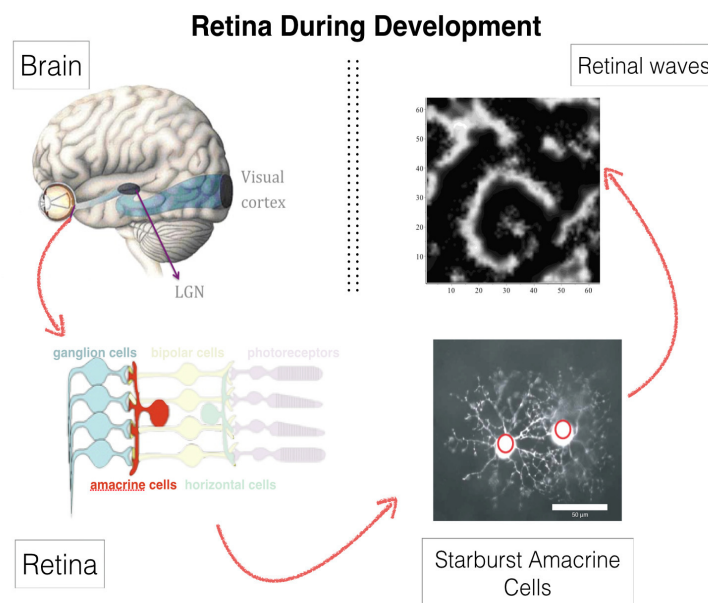 Retina During Development
Brain
Retinal waves
Visual
cortex
LGN
60
50
40
30
20
10
10 20 30 40 50 60
ganglion cells bipolar cells photoreceptors
amacrine cells horizontal cells
50 µm
Retina
Starburst Amacrine
Cells